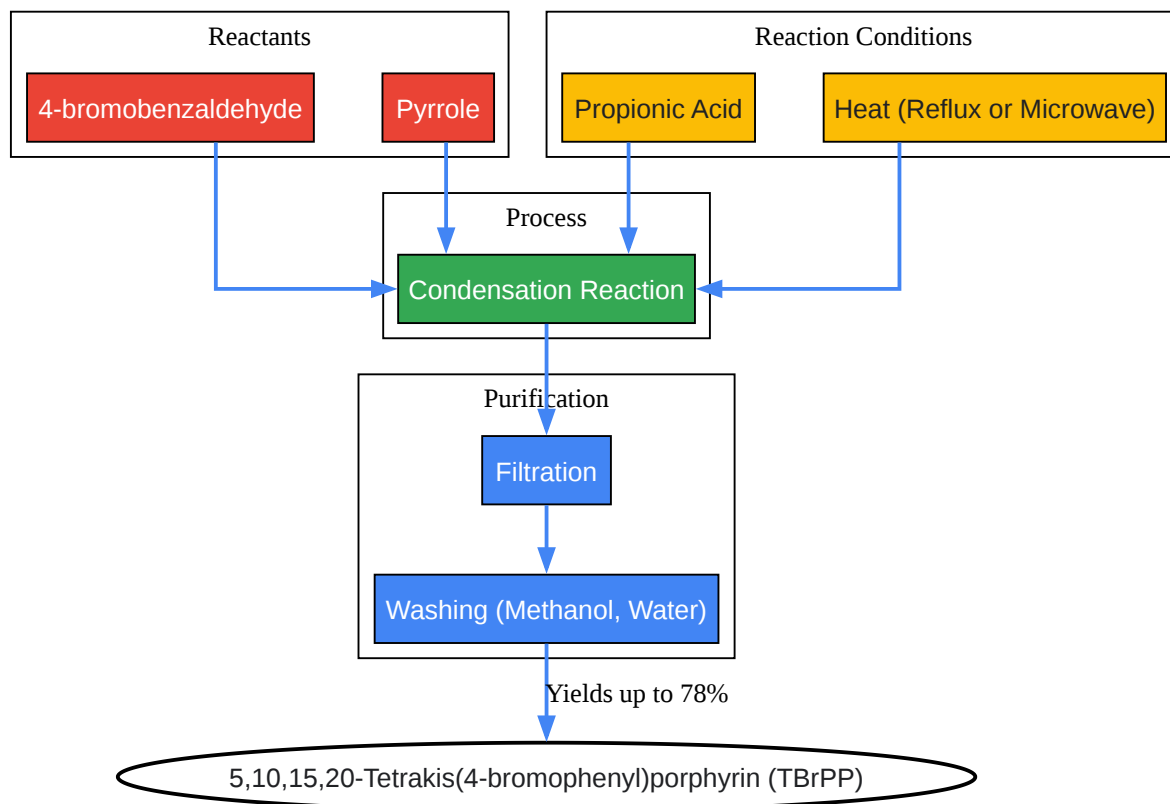 Reactants
Reaction Conditions
4-bromobenzaldehyde
Pyrrole
Propionic Acid
Heat (Reflux or Microwave)
Process
Condensation Reaction
Purification
Filtration
Washing (Methanol, Water)
Yields up to 78%
5,10,15,20-Tetrakis(4-bromophenyl)porphyrin (TBrPP)